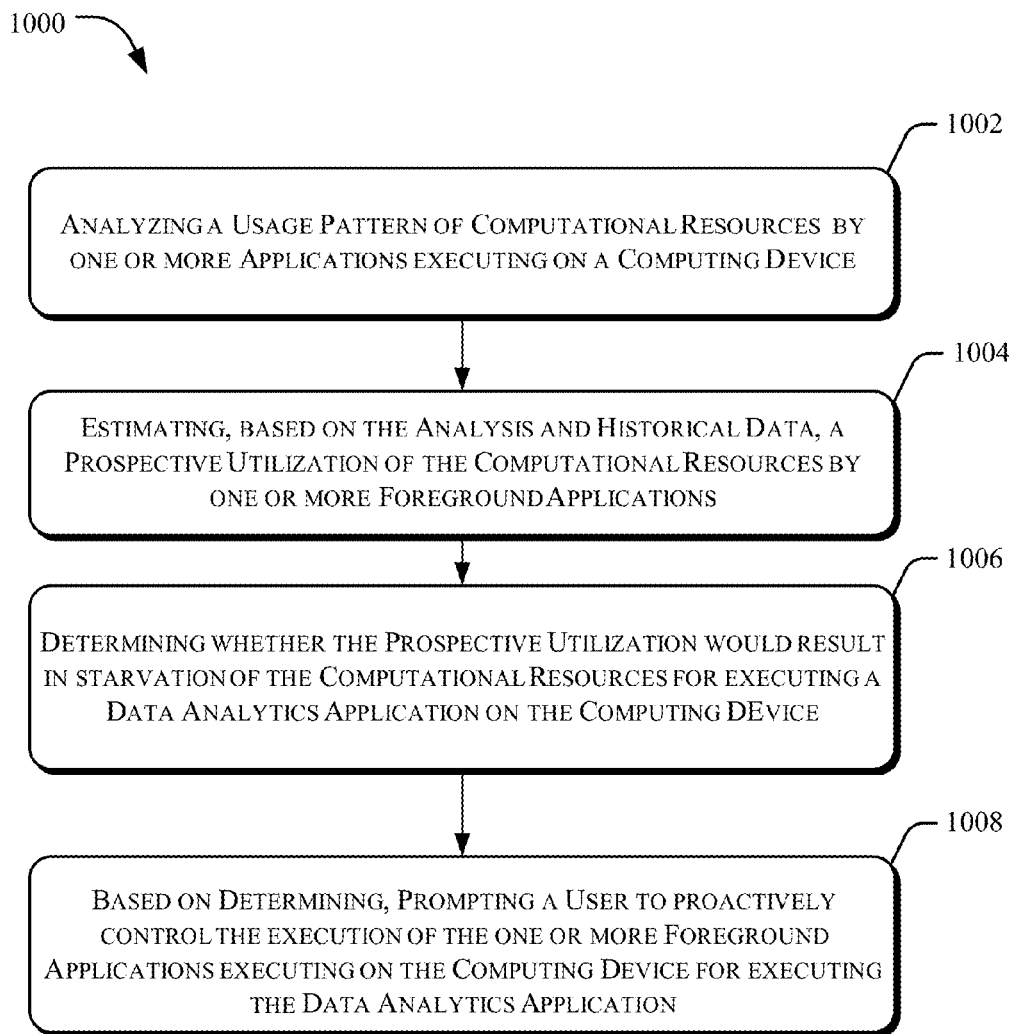 1000
1002
ANALYZING A USAGE PATTERN OF COMPUTATIONAL RESOURCES BY
ONE OR MORE APPLICATIONS EXECUTING ON A COMPUTING DEVICE
1004
ESTIMATING, BASED ON THE ANALYSIS AND HISTORICAL DATA, A
PROSPECTIVE UTILIZATION OF THE COMPUTATIONAL RESOURCES BY
ONE OR MORE FOREGROUND APPLICATIONS
1006
DETERMINING WHETHER THE PROSPECTIVE UTILIZATION WOULD RESULT
IN STARVATION OF THE COMPUTATIONAL RESOURCES FOR EXECUTING A
DATA ANALYTICS APPLICATION ON THE COMPUTING DEVICE
1008
BASED ON DETERMINING, PROMPTING A USER TO PROACTIVELY
CONTROL THE EXECUTION OF THE ONE OR MORE FOREGROUND
APPLICATIONS EXECUTING ON THE COMPUTING DEVICE FOR EXECUTING
THE DATA ANALYTICS APPLICATION